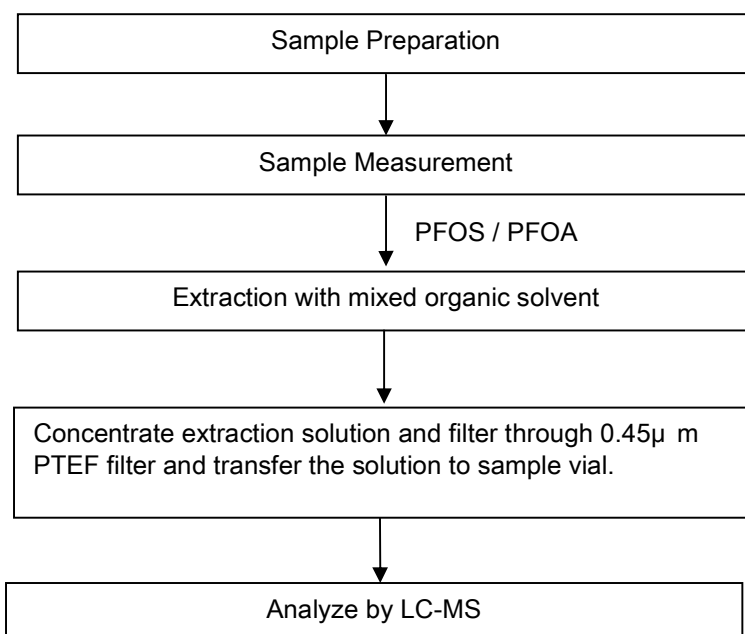 Sample Preparation
Sample Measurement
PFOS / PFOA
Extraction with mixed organic solvent
Concentrate extraction solution and filter through 0.45µ m
PTEF filter and transfer the solution to sample vial.
Analyze by LC-MS